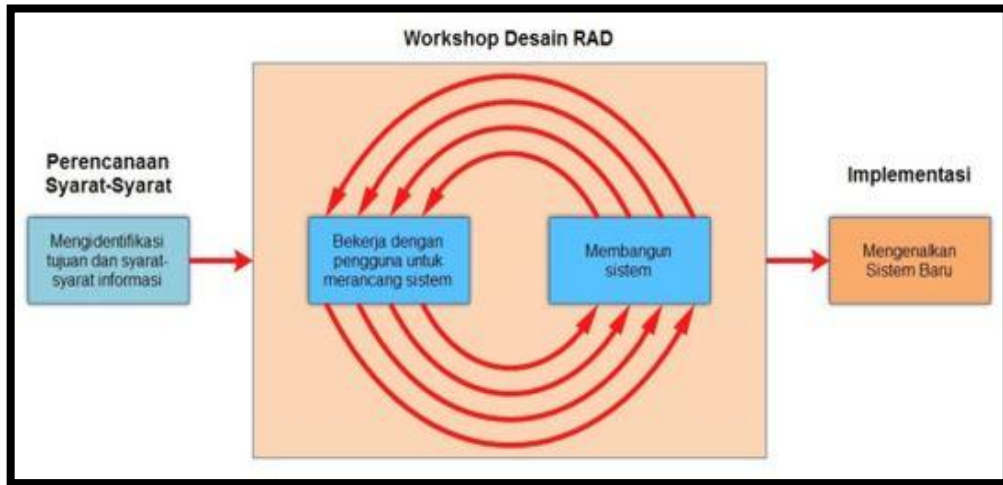 Workshop Desain RAD
Perencanaan
Syarat-Syarat
Mengidentifikasi
tujuan dan syarat-
syarat informasi
Bekerja dengan
pengguna untuk
merancang sistem
Membangun
sistem
Implementasi
Mengenalkan
Sistem Baru